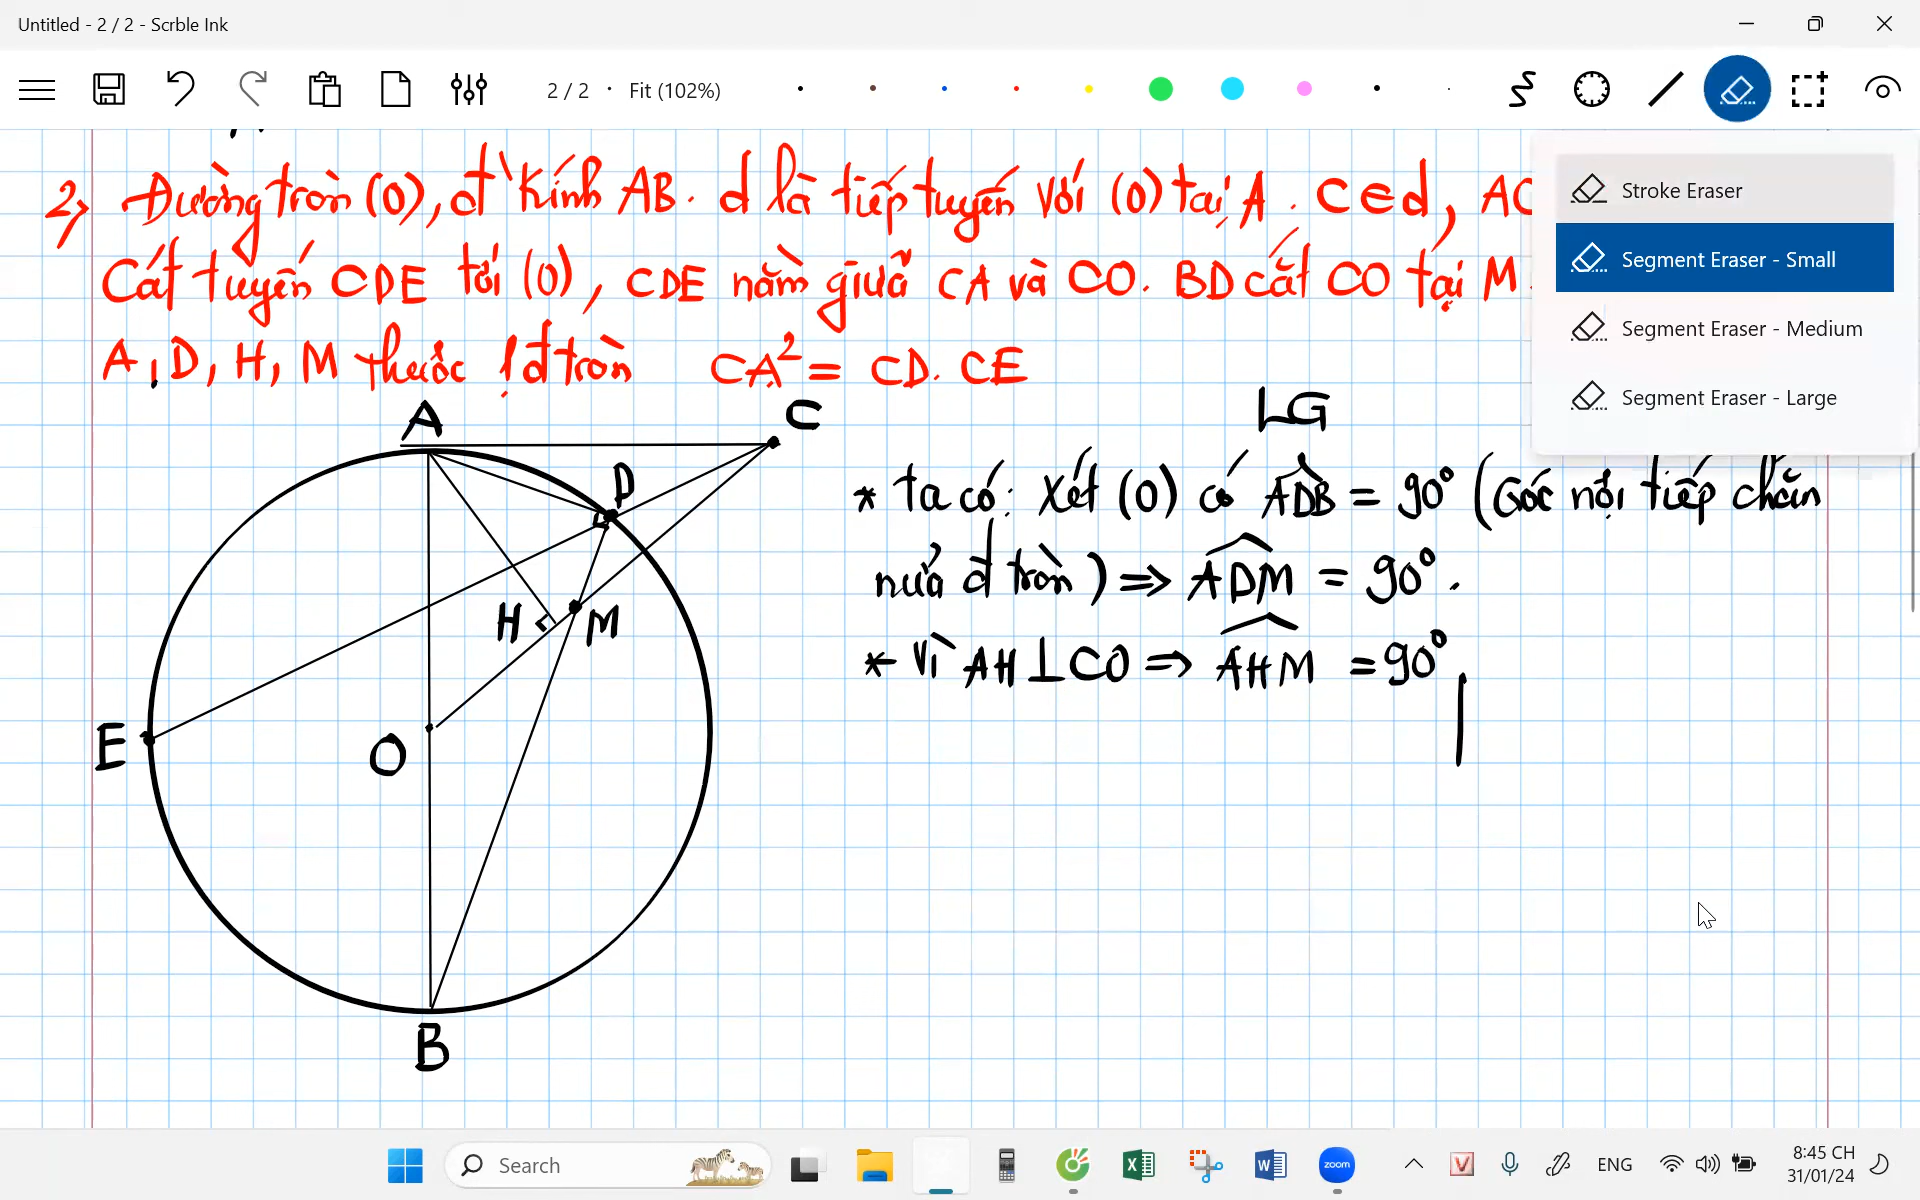 Untitled - 2 / 2 - Scrble Ink
2 / 2 · Fit (102%)
Stroke Eraser
Segment Eraser - Small
Segment Eraser - Medium
Segment Eraser - Large
2, Đường tròn (O), đ' kính AB. d là tiếp tuyến với (O) tại A. C∈d, AC
Cát tuyến CDE tới (O), CDE nằm giữa CA và CO. BD cắt CO tại M.
A, D, H, M thuộc 1 đ tròn CA² = CD. CE
LG
* ta có: Xét (O) có ADB = 90° (Góc nội tiếp chắn
nửa đ tròn) => ADM = 90°.
* Vì AH ⊥ CO => AHM = 90°
A
C
D
H
M
E
O
B
Search
zoom
ENG
8:45 CH
31/01/24